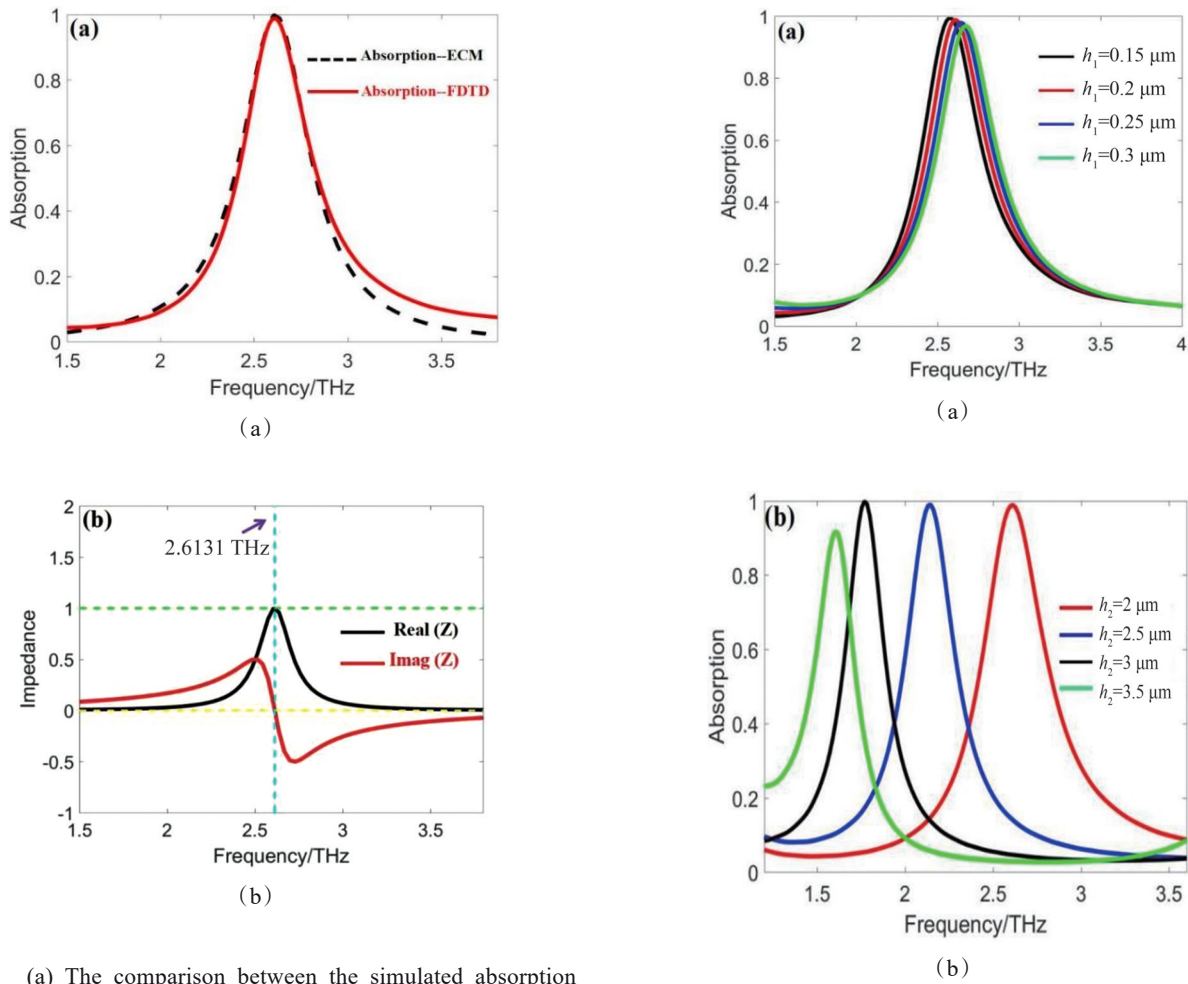 (a)
Absorption--ECM
Absorption--FDTD
1
0.8
0.6
0.4
0.2
0
Absorption
1.5 2 2.5 3 3.5
Frequency/THz
(a)
(b)
2.6131 THz
Real (Z)
Imag (Z)
2
1.5
1
0.5
0
-0.5
-1
Impedance
1.5 2 2.5 3 3.5
Frequency/THz
(b)
(a) The comparison between the simulated absorption
(a)
h₁=0.15 μm
h₁=0.2 μm
h₁=0.25 μm
h₁=0.3 μm
1
0.8
0.6
0.4
0.2
0
Absorption
1.5 2 2.5 3 3.5 4
Frequency/THz
(a)
(b)
h₂=2 μm
h₂=2.5 μm
h₂=3 μm
h₂=3.5 μm
1
0.8
0.6
0.4
0.2
0
Absorption
1.5 2 2.5 3 3.5
Frequency/THz
(b)